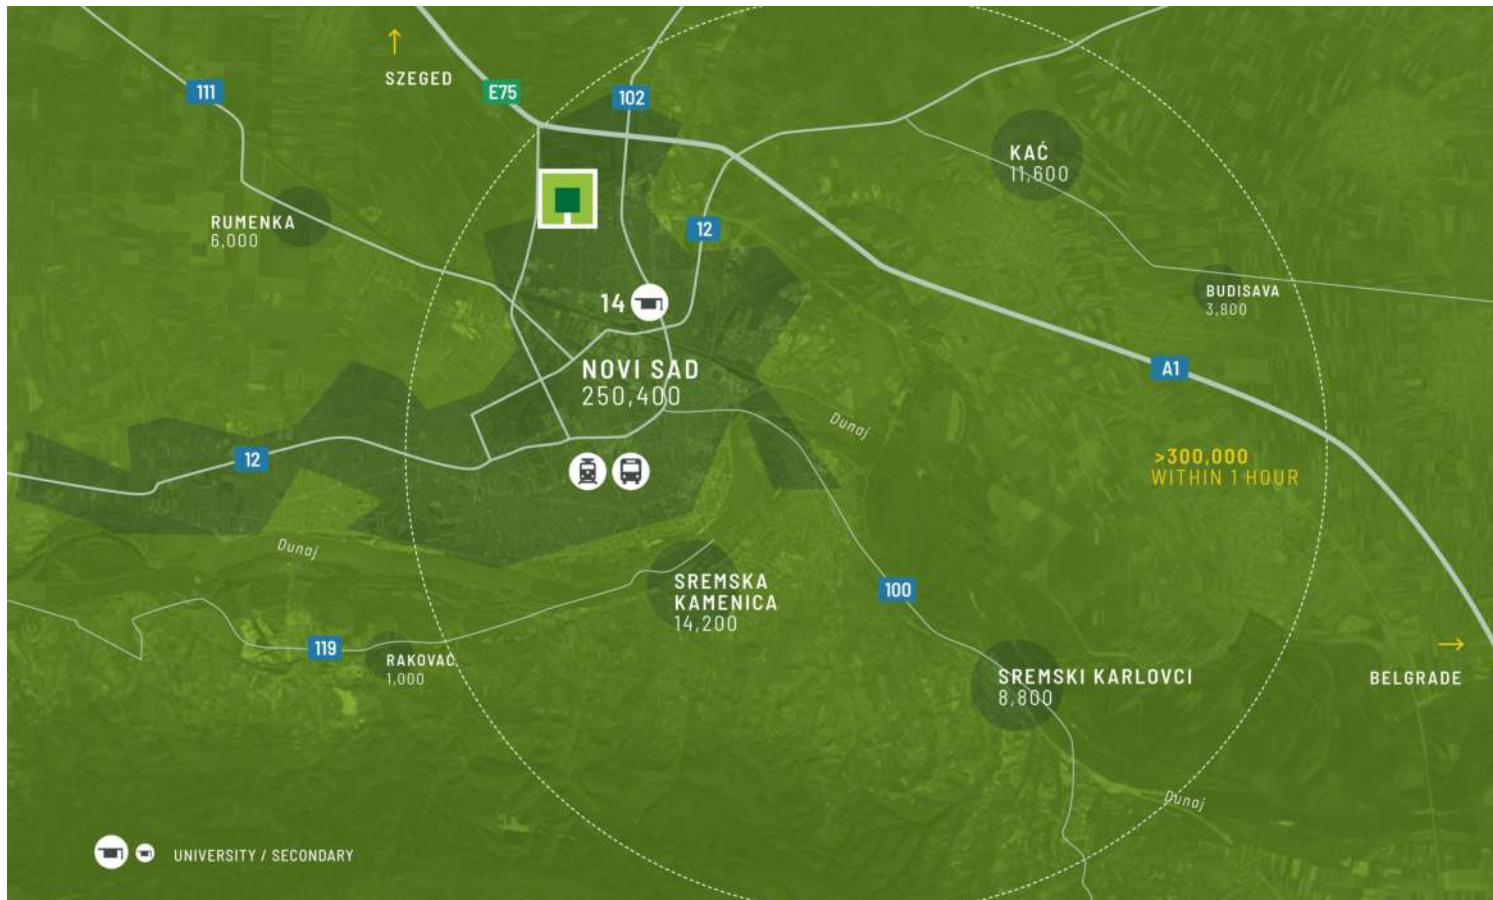 SZEGED
111
E75
102
KAĆ
11,600
RUMENKA
6,000
12
BUDISAVA
3,800
14
NOVI SAD
250,400
A1
Dunaj
12
>300,000
WITHIN 1 HOUR
Dunaj
SREMSKA
KAMENICA
14,200
100
119
RAKOVAC
1,000
SREMSKI KARLOVCI
8,800
BELGRADE
Dunaj
UNIVERSITY / SECONDARY